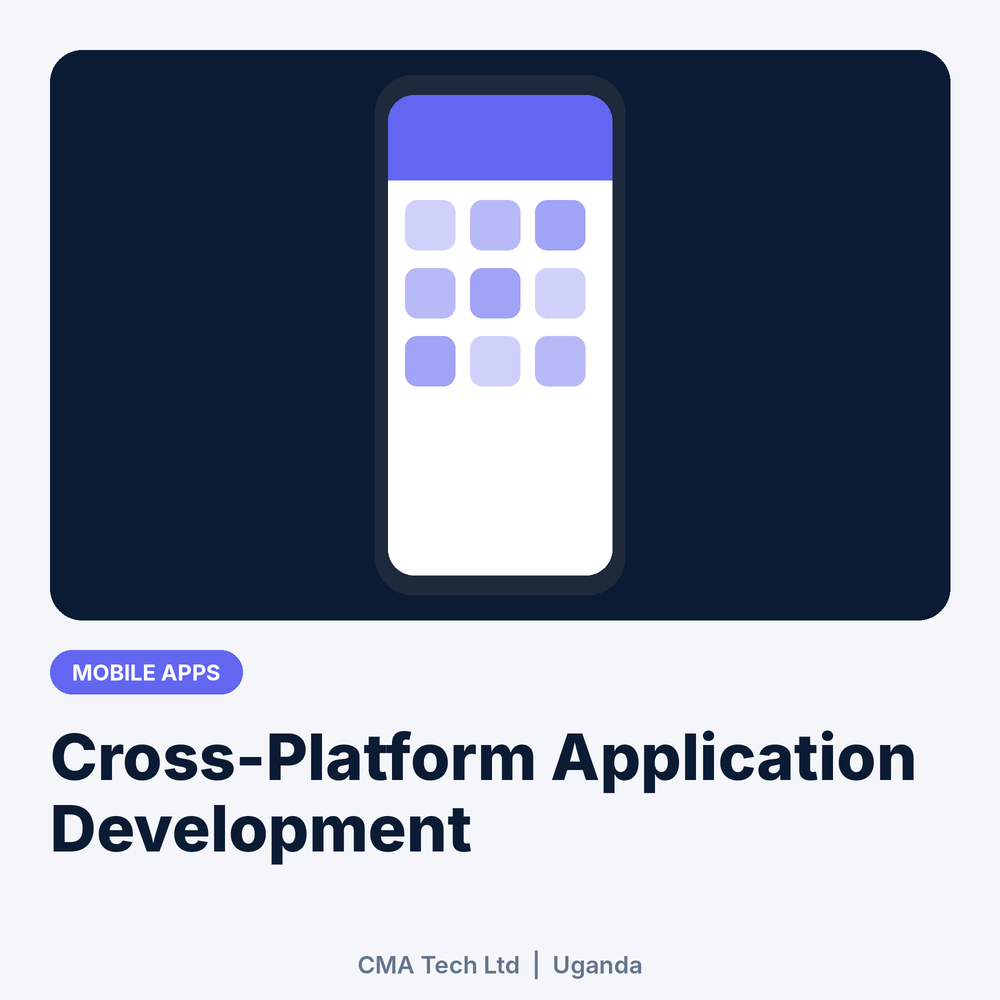 MOBILE APPS
Cross-Platform Application
Development
CMA Tech Ltd | Uganda